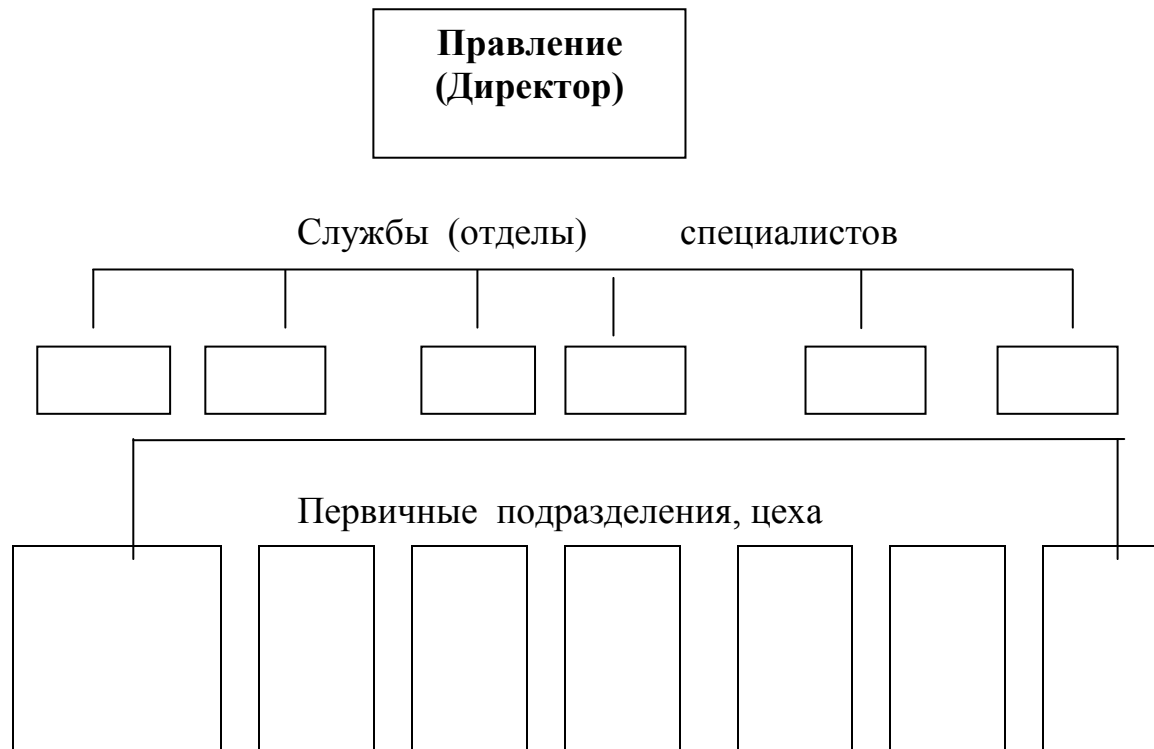 Правление
(Директор)
Службы (отделы) специалистов
Первичные подразделения, цеха